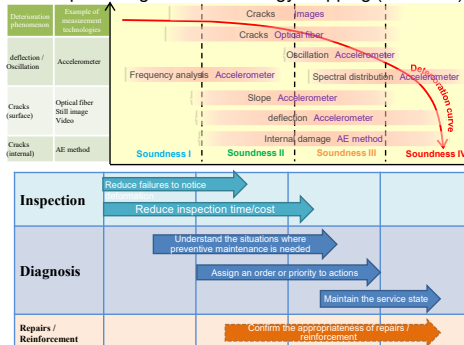 Deterioration phenomenon
Example of measurement technologies
deflection / Oscillation
Accelerometer
Cracks (surface)
Optical fiber
Still image
Video
Cracks (internal)
AE method
Cracks Images
Cracks Optical fiber
Oscillation Accelerometer
Frequency analysis Accelerometer
Spectral distribution Accelerometer
Slope Accelerometer
deflection Accelerometer
Internal damage AE method
Deterioration curve
Soundness I
Soundness II
Soundness III
Soundness IV
Inspection
Reduce failures to notice
Reduce inspection time/cost
Diagnosis
Understand the situations where
preventive maintenance is needed
Assign an order or priority to actions
Maintain the service state
Repairs /
Reinforcement
Confirm the appropriateness of repairs /
reinforcement